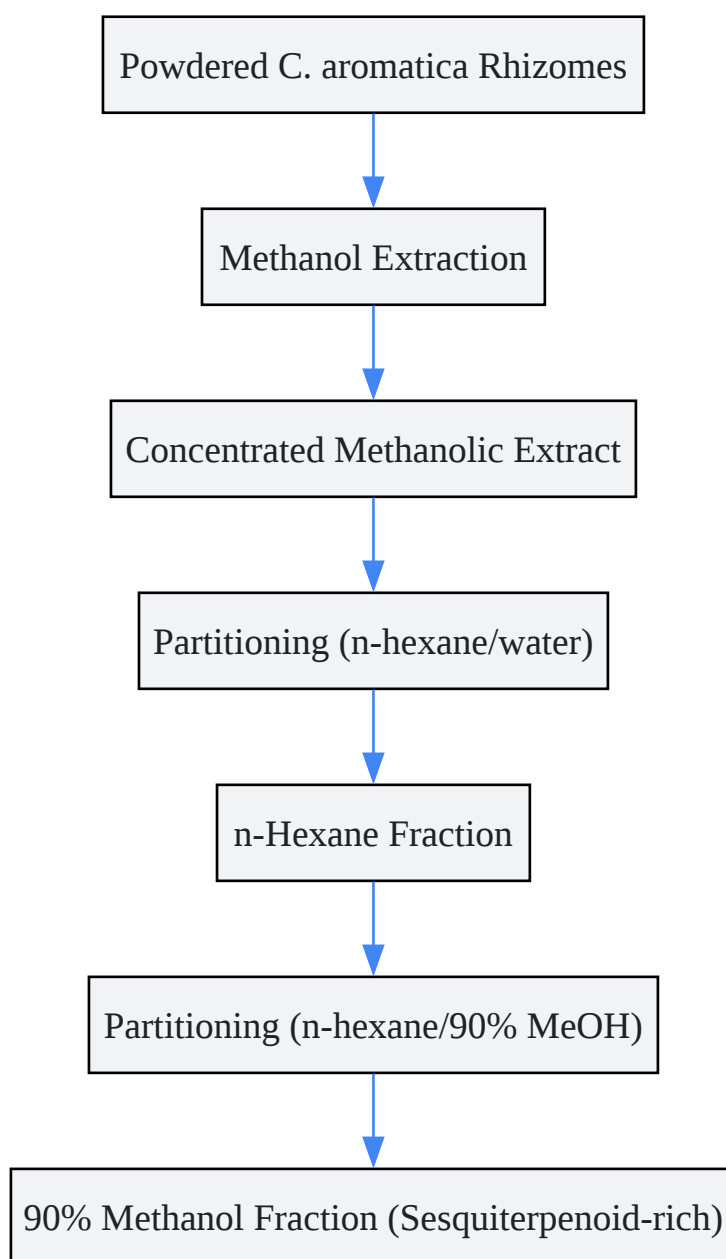 Powdered C. aromatica Rhizomes
Methanol Extraction
Concentrated Methanolic Extract
Partitioning (n-hexane/water)
n-Hexane Fraction
Partitioning (n-hexane/90% MeOH)
90% Methanol Fraction (Sesquiterpenoid-rich)